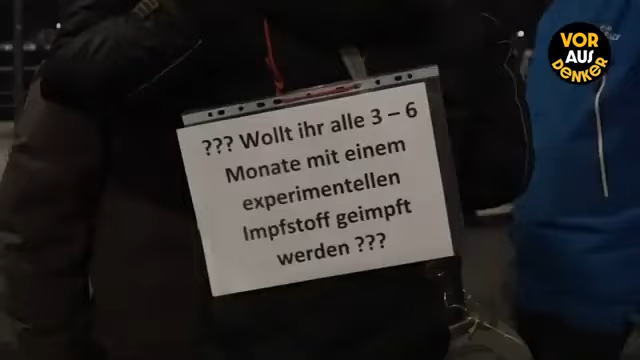 VOR
AUS
DENKER
??? Wollt ihr alle 3 – 6
Monate mit einem
experimentellen
Impfstoff geimpft
werden ???